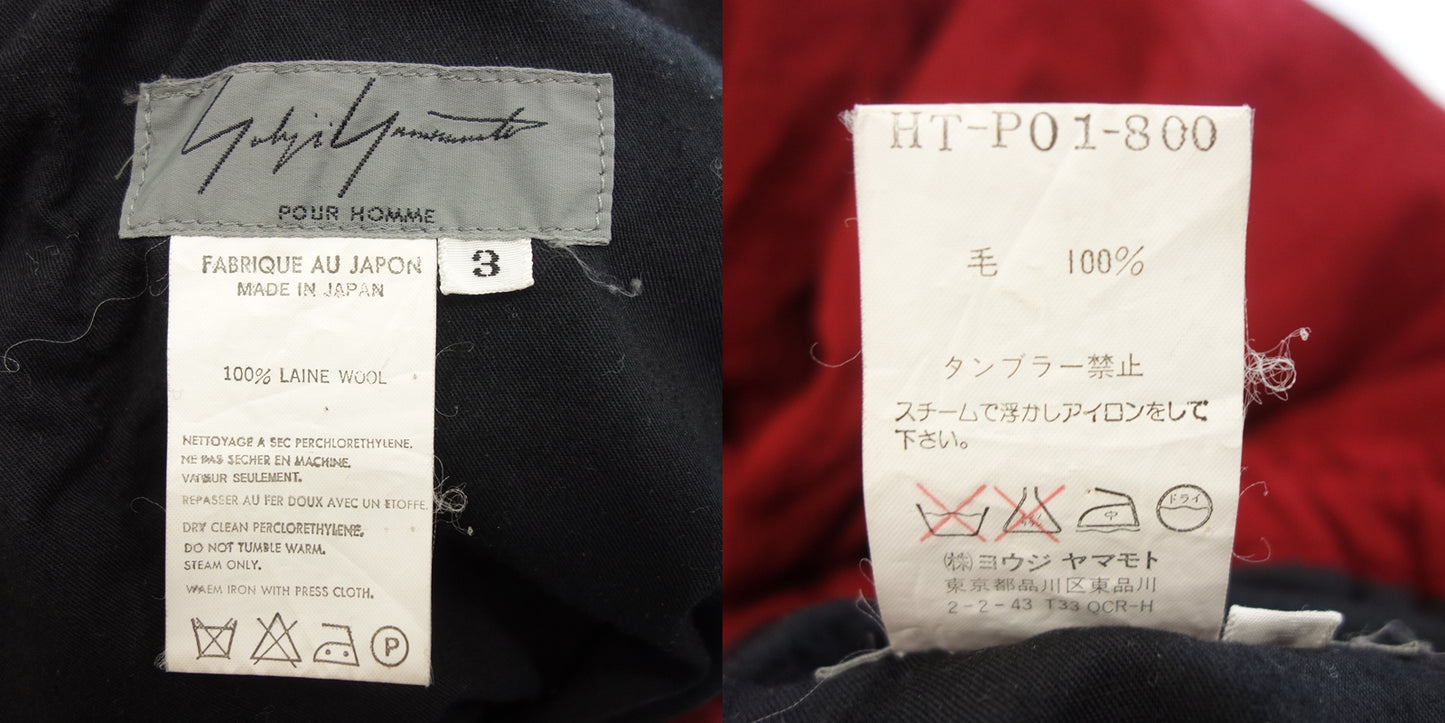 Yohji Yamamoto
POUR HOMME
FABRIQUE AU JAPON
MADE IN JAPAN
3
100% LAINE WOOL
NETTOYAGE A SEC PERCHLORETHYLENE.
NE PAS SECHER EN MACHINE.
VAPEUR SEULEMENT.
REPASSER AU FER DOUX AVEC UN ETOFFE.
DRY CLEAN PERCLORETHYLENE.
DO NOT TUMBLE WARM.
STEAM ONLY.
WARM IRON WITH PRESS CLOTH.
P
HT-P01-800
毛 100%
タンブラー禁止
スチームで浮かしアイロンをして
下さい。
中 ドライ
㈱ヨウジ ヤマモト
東京都品川区東品川
2-2-43 T33 QCR-H